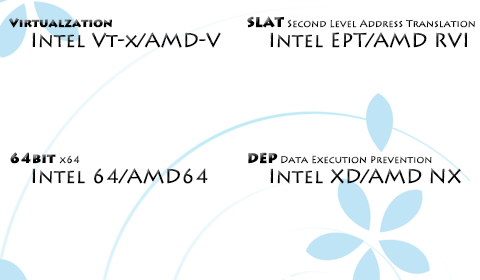 Virtualzation
Intel Vt-x/AMD-V
SLAT Second Level Address Translation
Intel EPT/AMD RVI
64bit x64
Intel 64/AMD64
DEP Data Execution Prevention
Intel XD/AMD NX